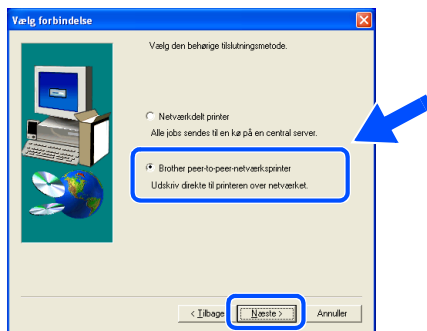 Vælg forbindelse
Vælg den behørige tilslutningsmetode.
Netværkdelt printer
Alle jobs sendes til en kø på en central server.
Brother peer-to-peer-netværksprinter
Udskriv direkte til printeren over netværket.
< Tilbage
Næste >
Annuller